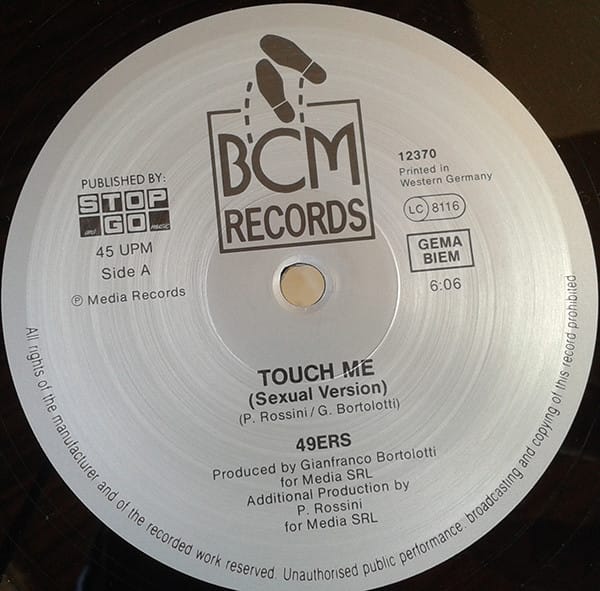 BCM
RECORDS
PUBLISHED BY:
STOP
and GO music
45 UPM
Side A
℗ Media Records
12370
Printed in
Western Germany
LC 8116
GEMA
BIEM
6:06
TOUCH ME
(Sexual Version)
(P. Rossini/G. Bortolotti)
49ERS
Produced by Gianfranco Bortolotti
for Media SRL
Additional Production by
P. Rossini
for Media SRL
All rights of the manufacturer and of the recorded work reserved. Unauthorised public performance, broadcasting and copying of this record prohibited